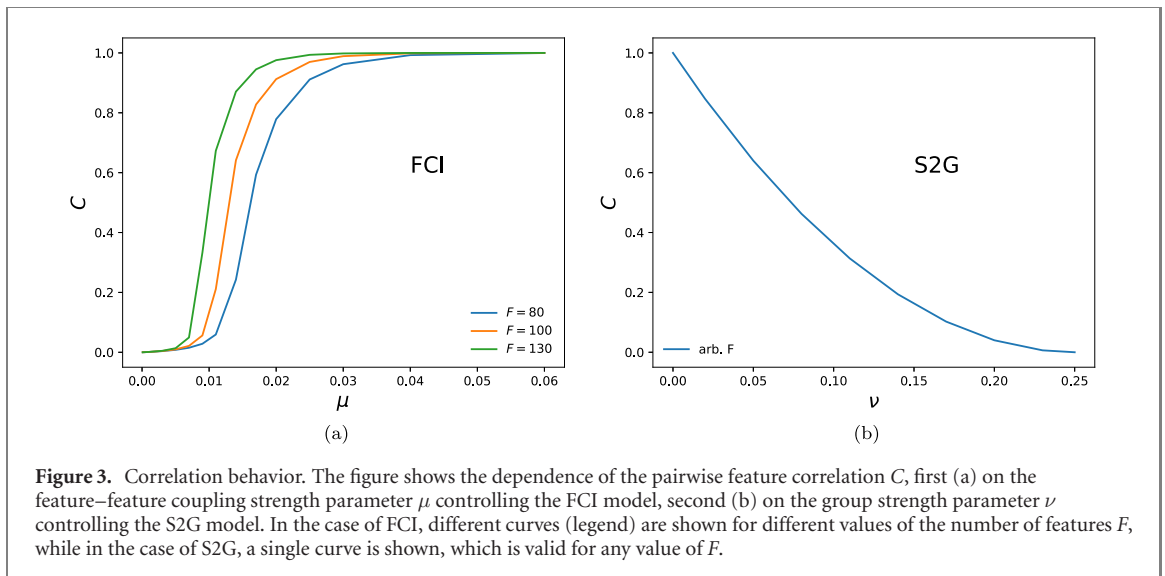 1.0
0.8
0.6
0.4
0.2
0.0
C
FCI
F = 80
F = 100
F = 130
0.00 0.01 0.02 0.03 0.04 0.05 0.06
μ
(a)
1.0
0.8
0.6
0.4
0.2
0.0
C
S2G
arb. F
0.00 0.05 0.10 0.15 0.20 0.25
ν
(b)
Figure 3. Correlation behavior. The figure shows the dependence of the pairwise feature correlation C, first (a) on the
feature–feature coupling strength parameter μ controlling the FCI model, second (b) on the group strength parameter ν
controlling the S2G model. In the case of FCI, different curves (legend) are shown for different values of the number of features F,
while in the case of S2G, a single curve is shown, which is valid for any value of F.